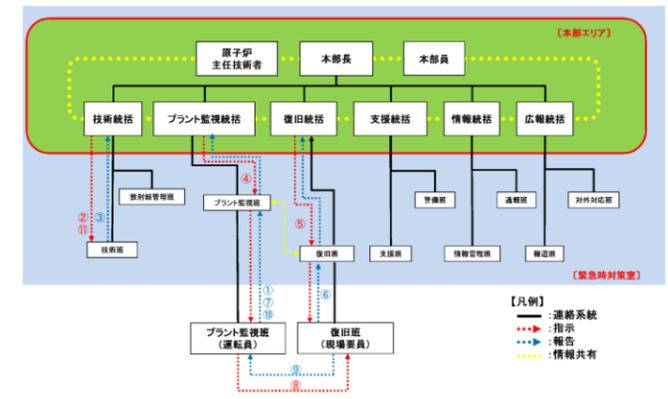 【本部エリア】
原子炉
主任技術者
本部長
本部員
技術統括
プラント監視統括
復旧統括
支援統括
情報統括
広報統括
④
放射線管理班
プラント監視班
警備班
通報班
対外対応班
②
⑪
③
⑤
技術班
復旧班
支援班
情報管理班
報道班
【緊急時対策室】
①
⑦
⑩
⑥
プラント監視班
(運転員)
復旧班
(現場要員)
⑨
⑧
【凡例】
:連絡系統
:指示
:報告
:情報共有